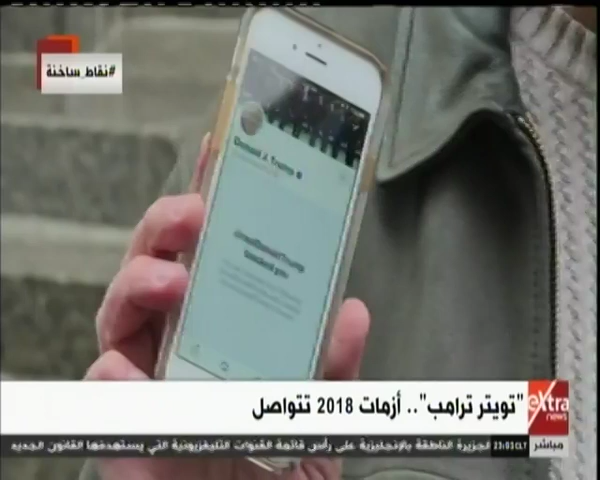 #نقاط_ساخنة
Donald J. Trump
@realDonaldTrump
blocked you
"تويتر ترامب".. أزمات 2018 تتواصل
eXtra
news
مباشر
23:03 CLT
الجزيرة الناطقة بالإنجليزية على رأس قائمة القنوات التليفزيونية التي يستهدفها القانون الجديد